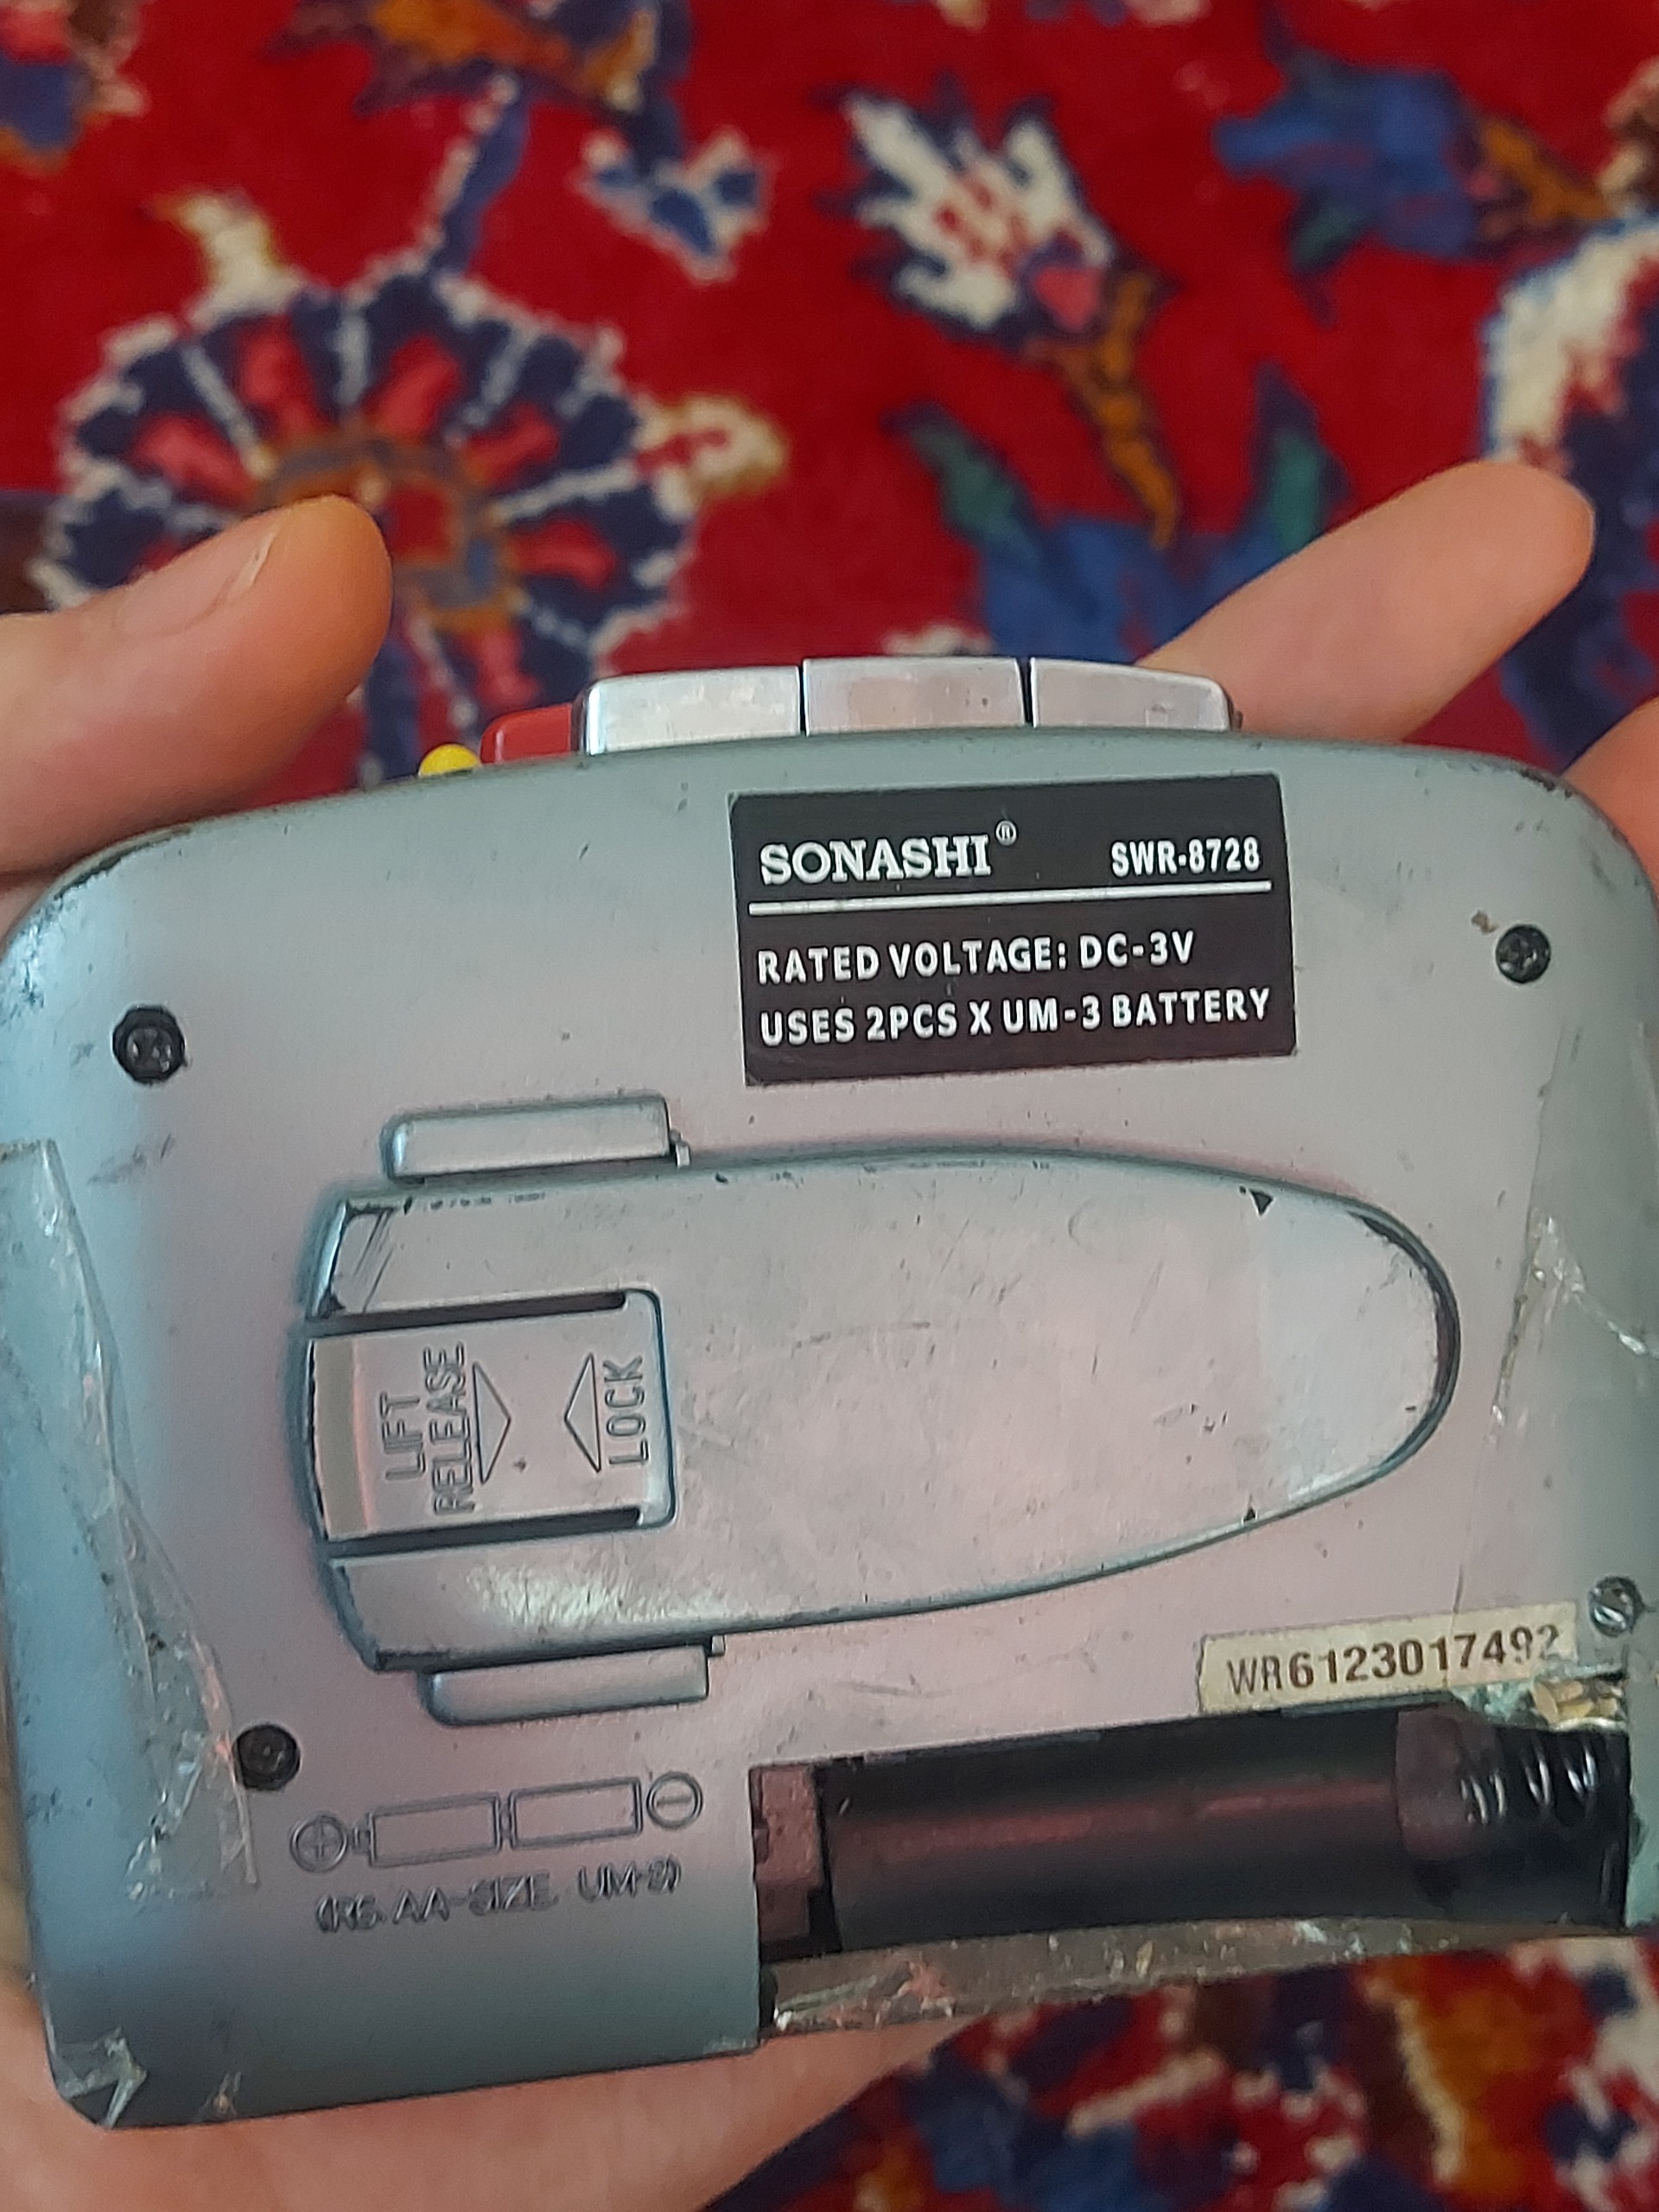 SONASHI® SWR-8728
RATED VOLTAGE: DC-3V
USES 2PCS X UM-3 BATTERY
LIFT
RELEASE
LOCK
WR6123017492
(R6. AA-SIZE. UM-3)